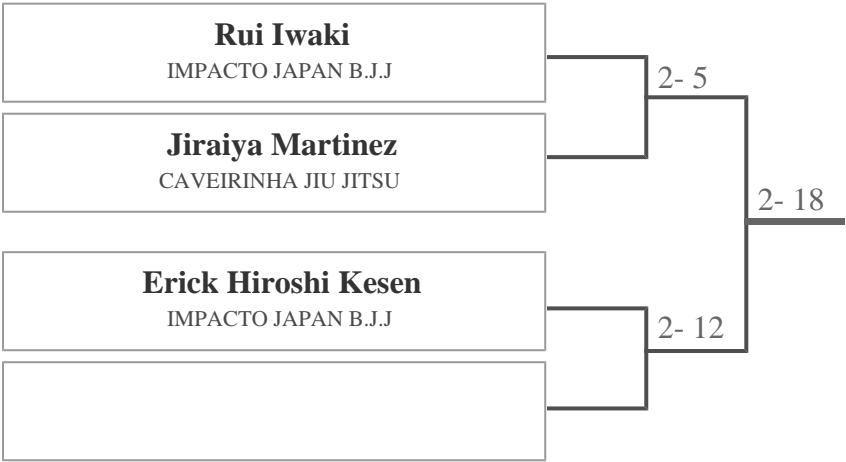 Rui Iwaki
IMPACTO JAPAN B.J.J
2- 5
Jiraiya Martinez
CAVEIRINHA JIU JITSU
2- 18
Erick Hiroshi Kesen
IMPACTO JAPAN B.J.J
2- 12